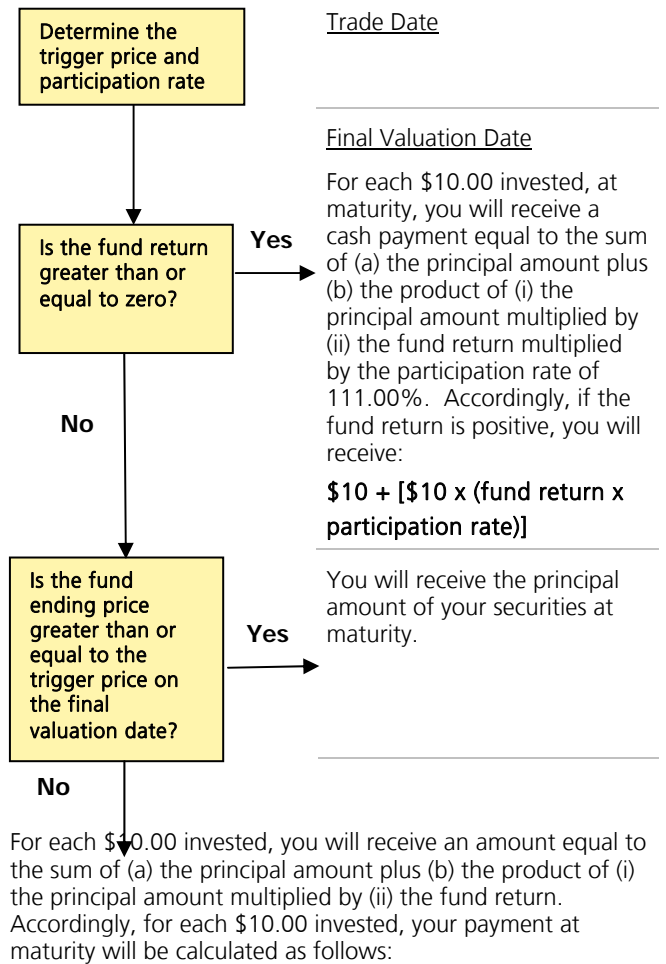 Determine the
trigger price and
participation rate
Trade Date
Final Valuation Date
Is the fund return
greater than or
equal to zero?
Yes
For each $10.00 invested, at
maturity, you will receive a
cash payment equal to the sum
of (a) the principal amount plus
(b) the product of (i) the
principal amount multiplied by
(ii) the fund return multiplied
by the participation rate of
111.00%. Accordingly, if the
fund return is positive, you will
receive:
$10 + [$10 x (fund return x
participation rate)]
No
Is the fund
ending price
greater than or
equal to the
trigger price on
the final
valuation date?
Yes
You will receive the principal
amount of your securities at
maturity.
No
For each $10.00 invested, you will receive an amount equal to
the sum of (a) the principal amount plus (b) the product of (i)
the principal amount multiplied by (ii) the fund return.
Accordingly, for each $10.00 invested, your payment at
maturity will be calculated as follows: